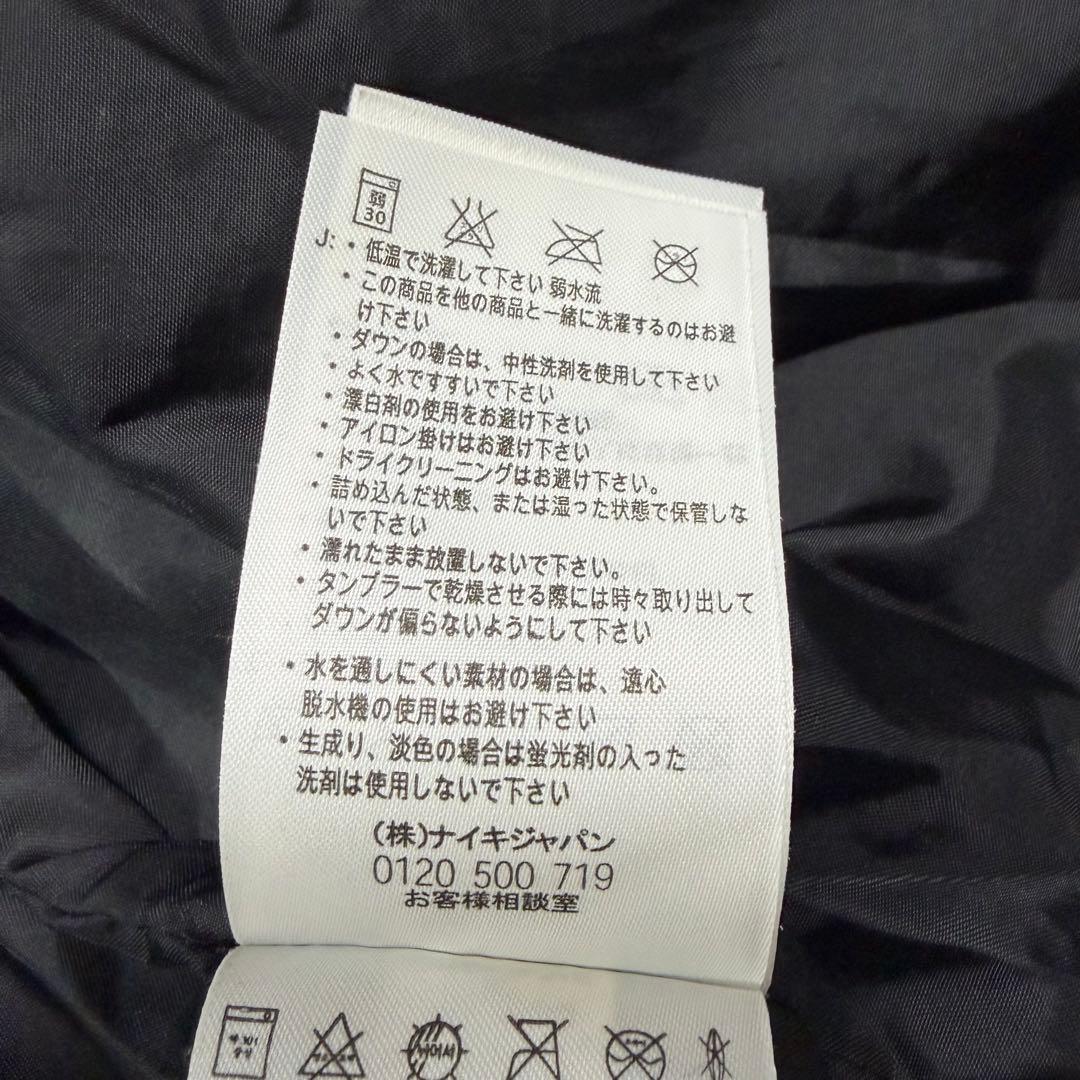 弱
30
J: ・低温で洗濯して下さい 弱水流
・この商品を他の商品と一緒に洗濯するのはお避
け下さい
・ダウンの場合は、中性洗剤を使用して下さい
・よく水ですすいで下さい
・漂白剤の使用をお避け下さい
・アイロン掛けはお避け下さい
・ドライクリーニングはお避け下さい。
・詰め込んだ状態、または湿った状態で保管しな
いで下さい
・濡れたまま放置しないで下さい。
・タンブラーで乾燥させる際には時々取り出して
ダウンが偏らないようにして下さい
・水を通しにくい素材の場合は、遠心
脱水機の使用はお避け下さい
・生成り、淡色の場合は蛍光剤の入った
洗剤は使用しないで下さい
(株)ナイキジャパン
0120 500 719
お客様相談室